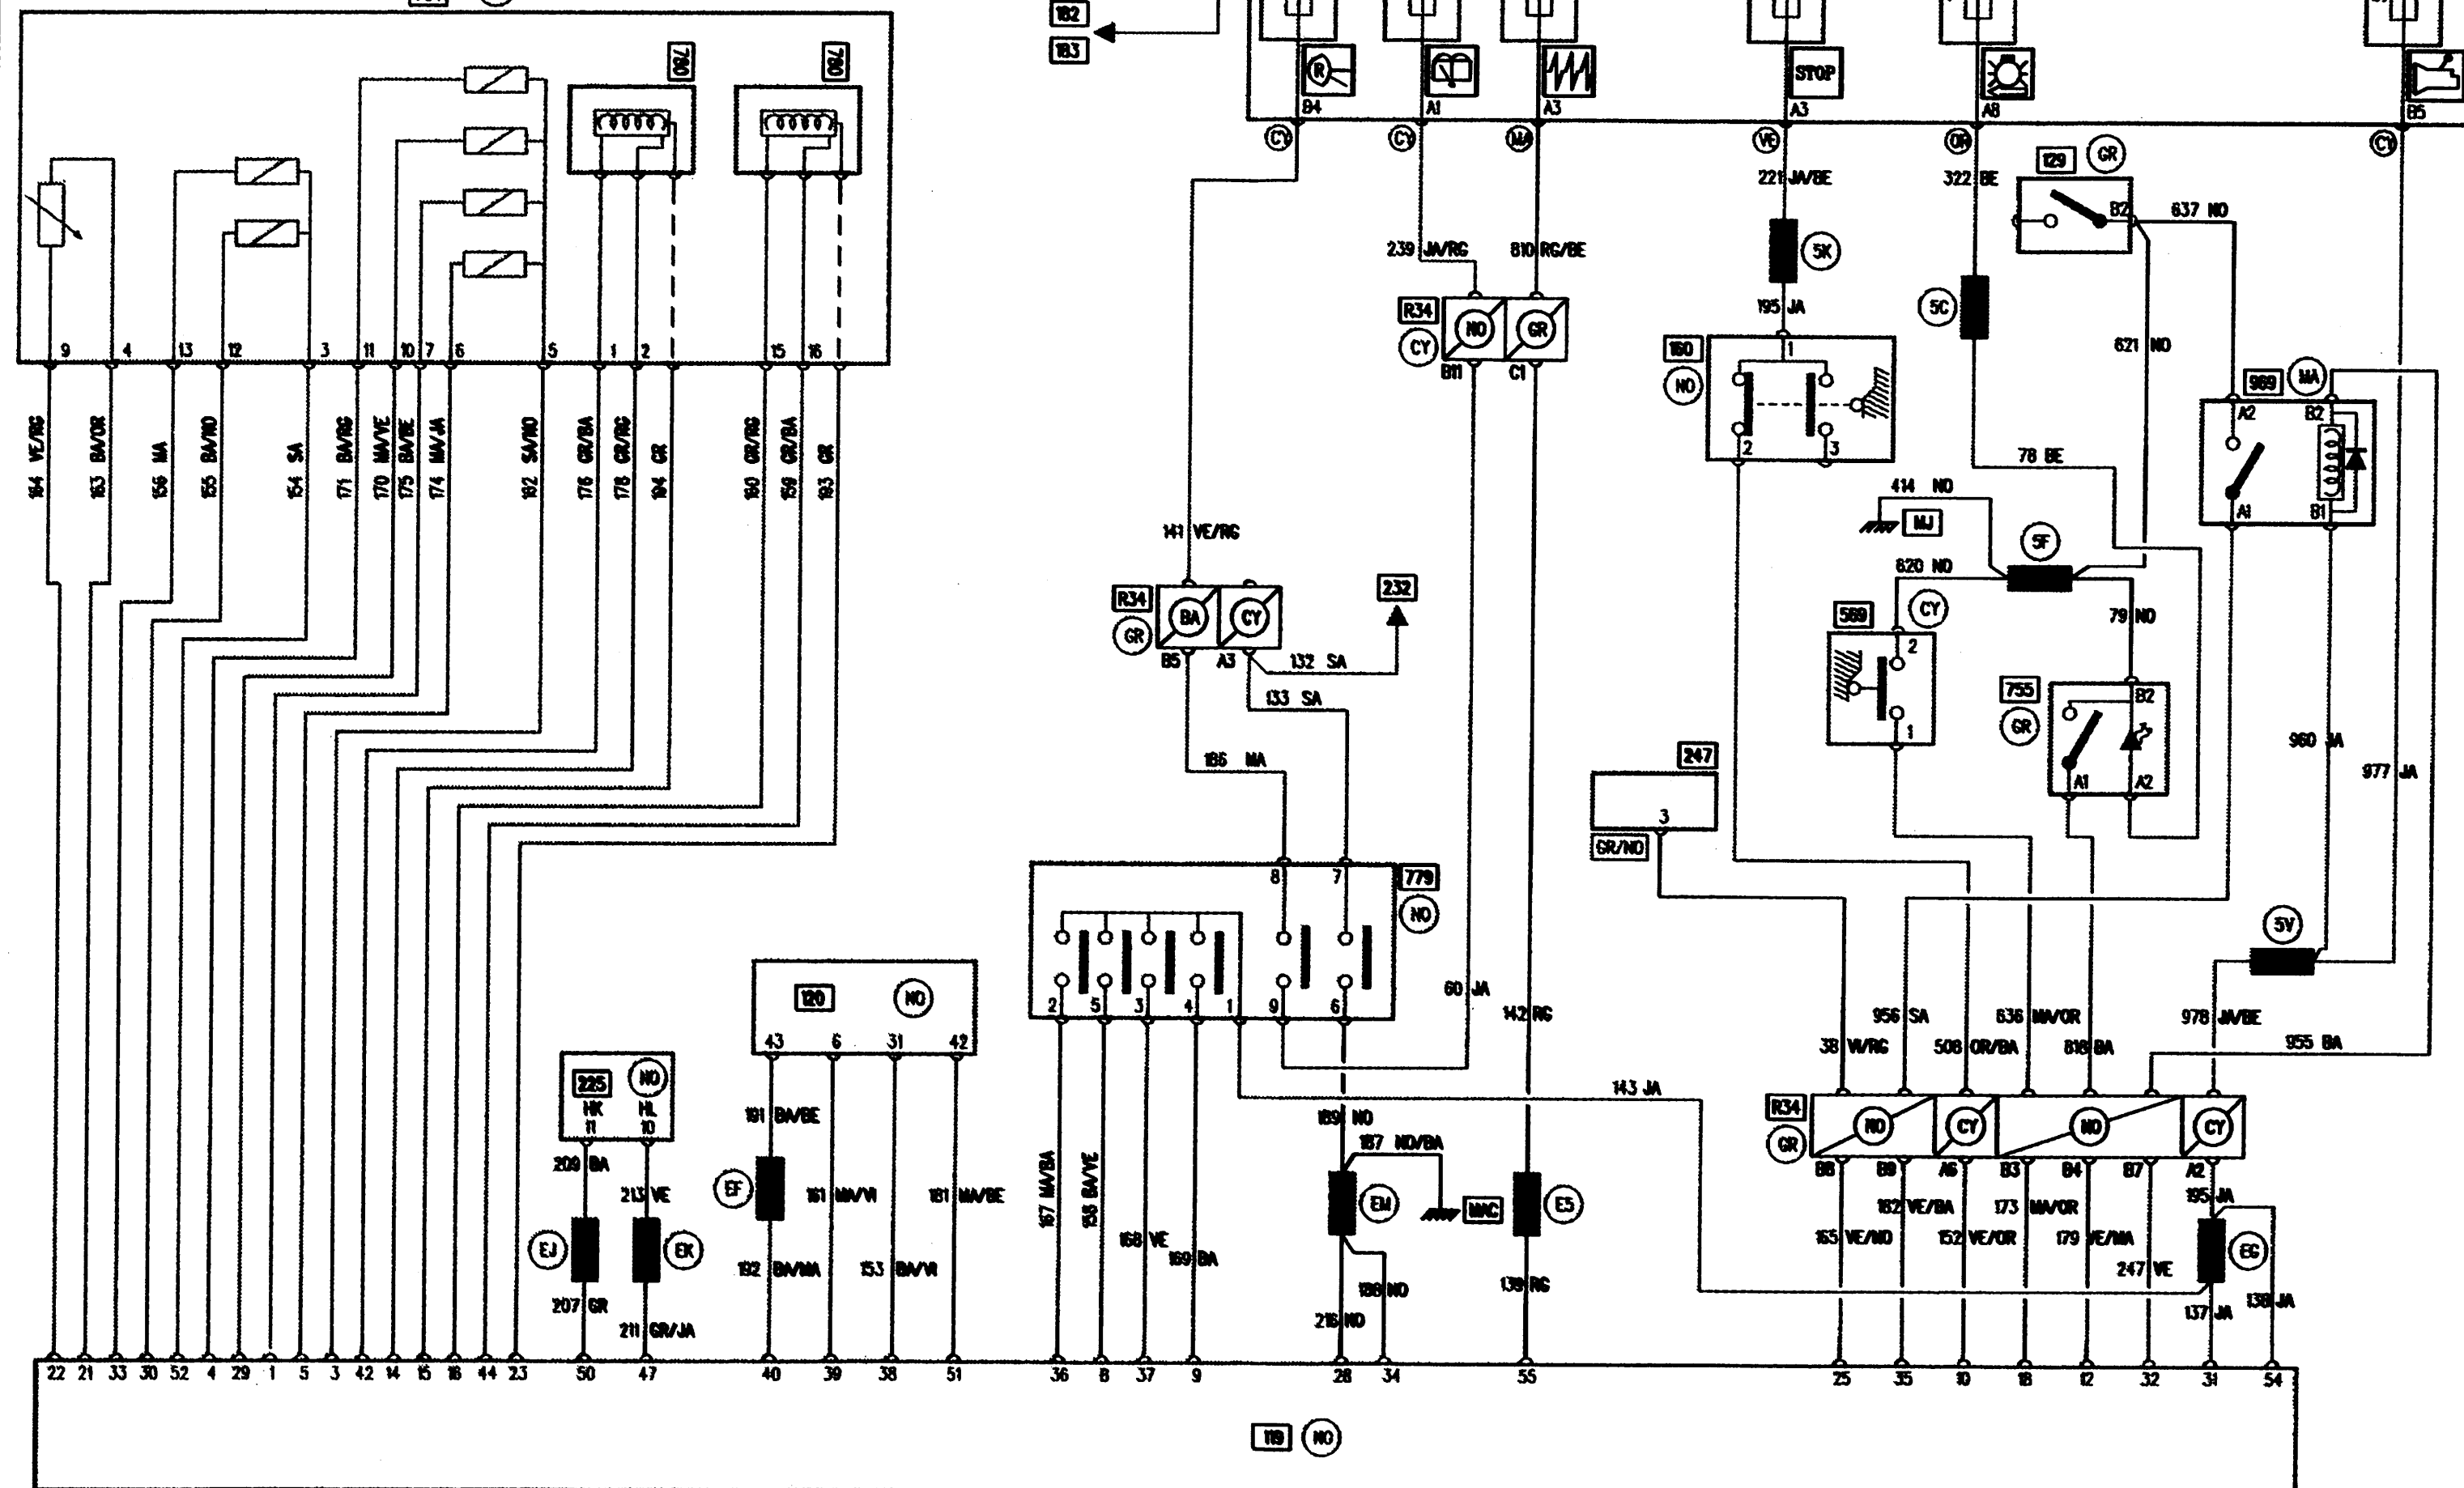 182
183
780
780
B4
A1
A3
STOP
A3
A8
B5
R
CY
CY
MA
VE
OR
CY
129
GR
221 JA/BE
322 BE
B2
637 NO
239 JA/RG
810 RG/BE
5K
195 JA
5C
621 NO
R34
NO
GR
CY
B11
C1
160
NO
1
2
3
969
MA
A2
B2
A1
B1
9
4
13
12
3
11
10
7
6
5
1
2
15
16
164 VE/RG
163 BA/OR
156 MA
155 BA/NO
154 SA
171 BA/RG
170 MA/VE
175 BA/BE
174 MA/JA
162 SA/NO
176 GR/BA
178 GR/RG
194 GR
160 GR/RG
159 GR/BA
193 GR
78 BE
414 NO
MJ
5F
141 VE/RG
620 NO
79 NO
R34
GR
BA
CY
B5
A3
232
132 SA
133 SA
569
CY
2
1
755
GR
B2
A1
A2
960 JA
977 JA
186 MA
247
3
GR/NO
8
7
779
NO
2
5
3
4
1
9
6
60 JA
142 RG
5V
120
NO
43
6
31
42
956 SA
636 MA/OR
978 JA/BE
38 VI/RG
508 OR/BA
818 BA
955 BA
225
NO
HK
HL
11
10
191 BA/BE
143 JA
R34
GR
NO
CY
NO
CY
B8
B9
A6
B3
B4
B7
A2
189 NO
187 NO/BA
MAC
209 BA
213 VE
EF
161 MA/VI
181 MA/BE
167 MA/BA
158 BA/VE
168 VE
169 BA
EM
E5
195 JA
182 VE/BA
173 MA/OR
165 VE/NO
152 VE/OR
179 VE/MA
247 VE
EG
EJ
EK
192 BA/MA
153 BA/VI
188 NO
139 RG
207 GR
211 GR/JA
216 NO
137 JA
138 JA
22
21
33
30
52
4
29
1
5
3
42
14
15
18
44
23
50
47
40
39
38
51
36
8
37
9
28
34
55
25
35
10
18
12
32
31
54
119
NO